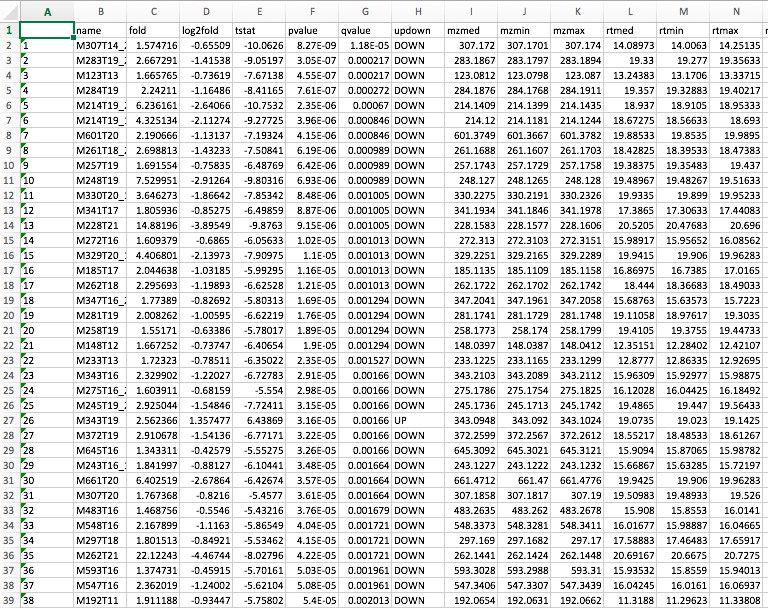 A B C D E F G H I J K L M N
1 name fold log2fold tstat pvalue qvalue updown mzmed mzmin mzmax rtmed rtmin rtmax
2 1 M307T14_ 1.574716 -0.65509 -10.0626 8.27E-09 1.18E-05 DOWN 307.172 307.1701 307.174 14.08973 14.0063 14.25135
3 2 M283T19_ 2.667291 -1.41538 -9.05197 3.05E-07 0.000217 DOWN 283.1867 283.1797 283.1894 19.33 19.277 19.35633
4 3 M123T13 1.665765 -0.73619 -7.67138 4.55E-07 0.000217 DOWN 123.0812 123.0798 123.087 13.24383 13.1706 13.33715
5 4 M284T19 2.24211 -1.16486 -8.41165 7.61E-07 0.000272 DOWN 284.1876 284.1768 284.1911 19.357 19.32883 19.40217
6 5 M214T19_ 6.236161 -2.64066 -10.7532 2.35E-06 0.00067 DOWN 214.1409 214.1399 214.1435 18.937 18.9105 18.95333
7 6 M214T19_ 4.325134 -2.11274 -9.27725 3.96E-06 0.000846 DOWN 214.12 214.1181 214.1244 18.67275 18.56633 18.693
8 7 M601T20 2.190666 -1.13137 -7.19324 4.15E-06 0.000846 DOWN 601.3749 601.3667 601.3782 19.88533 19.8535 19.9895
9 8 M261T18_ 2.698813 -1.43233 -7.50841 6.19E-06 0.000989 DOWN 261.1688 261.1607 261.1703 18.42825 18.39533 18.47383
10 9 M257T19 1.691554 -0.75835 -6.48769 6.42E-06 0.000989 DOWN 257.1743 257.1729 257.1758 19.38375 19.35483 19.437
11 10 M248T19 7.529951 -2.91264 -9.80316 6.93E-06 0.000989 DOWN 248.127 248.1265 248.128 19.48967 19.48267 19.51633
12 11 M330T20_ 3.646273 -1.86642 -7.85342 8.48E-06 0.001005 DOWN 330.2275 330.2191 330.2326 19.9335 19.899 19.95233
13 12 M341T17 1.805936 -0.85275 -6.49859 8.87E-06 0.001005 DOWN 341.1934 341.1846 341.1978 17.3865 17.30633 17.44083
14 13 M228T21 14.88196 -3.89549 -9.8763 9.15E-06 0.001005 DOWN 228.1583 228.1577 228.1606 20.5205 20.47683 20.696
15 14 M272T16 1.609379 -0.6865 -6.05633 1.02E-05 0.001013 DOWN 272.313 272.3103 272.3151 15.98917 15.95652 16.08562
16 15 M329T20_ 4.406801 -2.13973 -7.90975 1.1E-05 0.001013 DOWN 329.2251 329.2165 329.2289 19.9415 19.906 19.96283
17 16 M185T17 2.044638 -1.03185 -5.99295 1.16E-05 0.001013 DOWN 185.1135 185.1109 185.1158 16.86975 16.7385 17.0165
18 17 M262T18 2.295693 -1.19893 -6.62528 1.21E-05 0.001013 DOWN 262.1722 262.1702 262.1742 18.444 18.36683 18.49033
19 18 M347T16_ 1.77389 -0.82692 -5.80313 1.69E-05 0.001294 DOWN 347.2041 347.1961 347.2058 15.68763 15.63573 15.7223
20 19 M281T19 2.008262 -1.00595 -6.62219 1.76E-05 0.001294 DOWN 281.1741 281.1729 281.1748 19.11058 18.97617 19.3035
21 20 M258T19 1.55171 -0.63386 -5.78017 1.89E-05 0.001294 DOWN 258.1773 258.174 258.1799 19.4105 19.3755 19.44733
22 21 M148T12 1.667252 -0.73747 -6.40654 1.9E-05 0.001294 DOWN 148.0397 148.0387 148.0412 12.35151 12.28402 12.42107
23 22 M233T13 1.72323 -0.78511 -6.35022 2.35E-05 0.001527 DOWN 233.1225 233.1165 233.1299 12.8777 12.86335 12.92695
24 23 M343T16 2.329902 -1.22027 -6.72783 2.91E-05 0.00166 DOWN 343.2103 343.2089 343.2112 15.96309 15.92977 15.98875
25 24 M275T16_ 1.603911 -0.68159 -5.554 2.98E-05 0.00166 DOWN 275.1786 275.1754 275.1825 16.12028 16.04425 16.18492
26 25 M245T19_ 2.925044 -1.54846 -7.72411 3.15E-05 0.00166 DOWN 245.1736 245.1713 245.1742 19.4865 19.447 19.56433
27 26 M343T19 2.562366 1.357477 6.43869 3.16E-05 0.00166 UP 343.0948 343.092 343.1024 19.0735 19.023 19.1425
28 27 M372T19 2.910678 -1.54136 -6.77171 3.22E-05 0.00166 DOWN 372.2599 372.2567 372.2612 18.55217 18.48533 18.61267
29 28 M645T16 1.343311 -0.42579 -5.55275 3.26E-05 0.00166 DOWN 645.3092 645.3021 645.3121 15.9094 15.87065 15.98782
30 29 M243T16_ 1.841997 -0.88127 -6.10441 3.48E-05 0.001664 DOWN 243.1227 243.1222 243.1232 15.66867 15.63285 15.72197
31 30 M661T20 6.402519 -2.67864 -6.42674 3.57E-05 0.001664 DOWN 661.4712 661.47 661.4776 19.9425 19.906 19.96283
32 31 M307T20 1.767368 -0.8216 -5.4577 3.61E-05 0.001664 DOWN 307.1858 307.1817 307.19 19.50983 19.48933 19.526
33 32 M483T16 1.468756 -0.5546 -5.43216 3.76E-05 0.001679 DOWN 483.2635 483.262 483.2678 15.908 15.8553 16.0141
34 33 M548T16 2.167899 -1.1163 -5.86549 4.04E-05 0.001721 DOWN 548.3373 548.3281 548.3411 16.01677 15.98887 16.04665
35 34 M297T18 1.801513 -0.84921 -5.53462 4.15E-05 0.001721 DOWN 297.169 297.1682 297.17 17.58883 17.46483 17.65917
36 35 M262T21 22.12243 -4.46744 -8.02796 4.22E-05 0.001721 DOWN 262.1441 262.1424 262.1448 20.69167 20.6675 20.7275
37 36 M593T16 1.374731 -0.45915 -5.70161 5.03E-05 0.001961 DOWN 593.3028 593.2988 593.31 15.93532 15.8559 15.94013
38 37 M547T16 2.362019 -1.24002 -5.62104 5.08E-05 0.001961 DOWN 547.3406 547.3307 547.3439 16.04245 16.0161 16.06937
39 38 M192T11 1.911188 -0.93447 -5.75802 5.4E-05 0.002013 DOWN 192.0654 192.0631 192.0662 11.3188 11.29623 11.33808